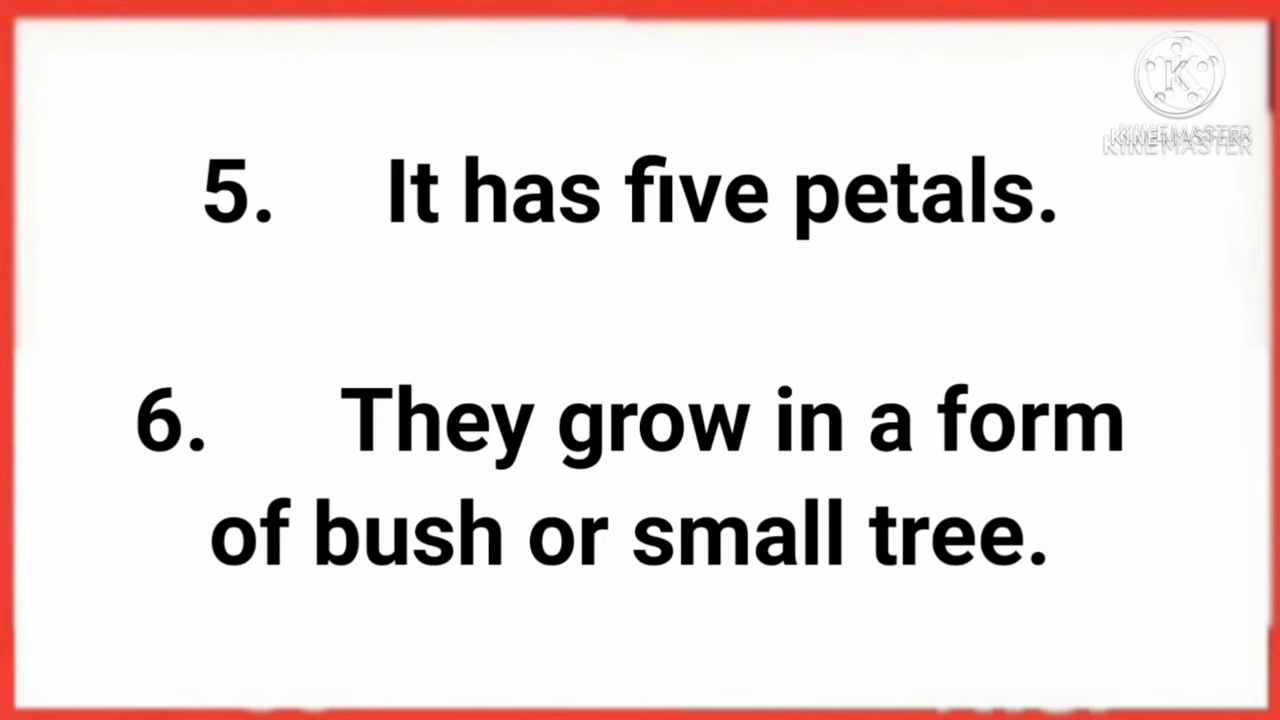 KINEMASTER
5. It has five petals.
6. They grow in a form
of bush or small tree.